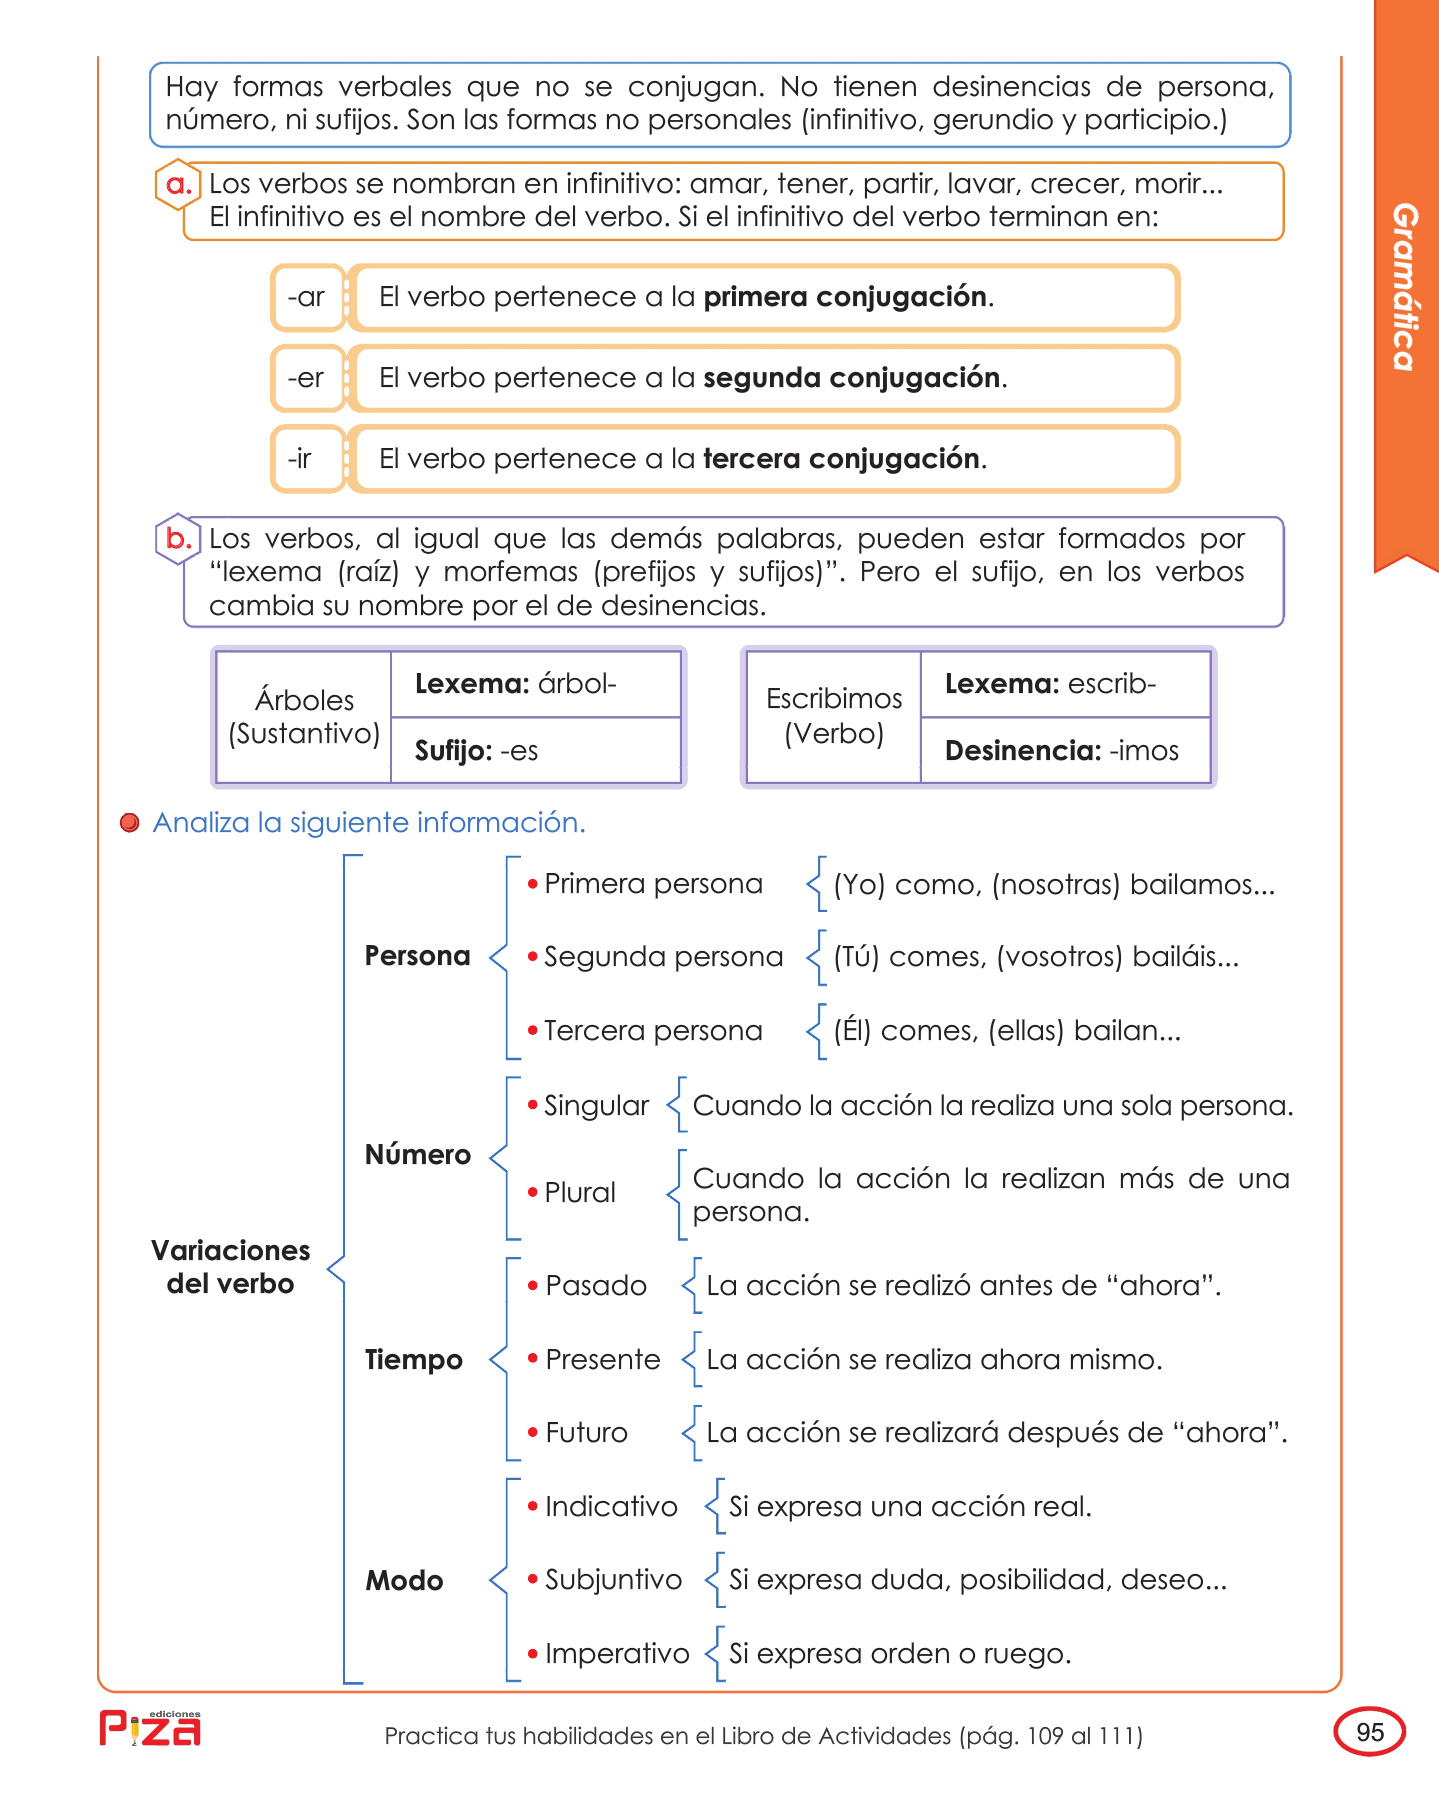 Hay formas verbales que no se conjugan. No tienen desinencias de persona,
número, ni sufijos. Son las formas no personales (infinitivo, gerundio y participio.)
a. Los verbos se nombran en infinitivo: amar, tener, partir, lavar, crecer, morir...
El infinitivo es el nombre del verbo. Si el infinitivo del verbo terminan en:
-ar El verbo pertenece a la primera conjugación.
-er El verbo pertenece a la segunda conjugación.
-ir El verbo pertenece a la tercera conjugación.
b. Los verbos, al igual que las demás palabras, pueden estar formados por
“lexema (raíz) y morfemas (prefijos y sufijos)”. Pero el sufijo, en los verbos
cambia su nombre por el de desinencias.
Árboles
(Sustantivo)
Lexema: árbol-
Sufijo: -es
Escribimos
(Verbo)
Lexema: escrib-
Desinencia: -imos
Analiza la siguiente información.
Variaciones
del verbo
Persona
• Primera persona (Yo) como, (nosotras) bailamos...
• Segunda persona (Tú) comes, (vosotros) bailáis...
• Tercera persona (Él) comes, (ellas) bailan...
Número
• Singular Cuando la acción la realiza una sola persona.
• Plural Cuando la acción la realizan más de una
persona.
Tiempo
• Pasado La acción se realizó antes de “ahora”.
• Presente La acción se realiza ahora mismo.
• Futuro La acción se realizará después de “ahora”.
Modo
• Indicativo Si expresa una acción real.
• Subjuntivo Si expresa duda, posibilidad, deseo...
• Imperativo Si expresa orden o ruego.
Gramática
ediciones
Piza
Practica tus habilidades en el Libro de Actividades (pág. 109 al 111)
95